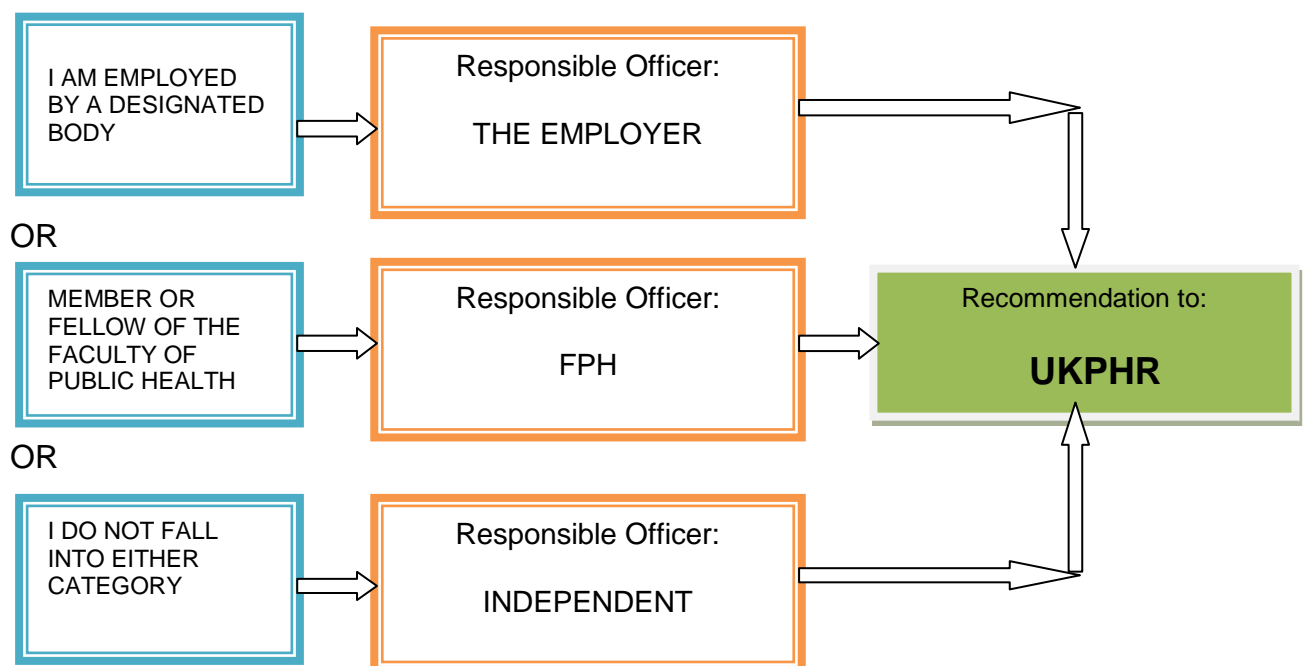 I AM EMPLOYED
BY A DESIGNATED
BODY
Responsible Officer:
THE EMPLOYER
OR
MEMBER OR
FELLOW OF THE
FACULTY OF
PUBLIC HEALTH
Responsible Officer:
FPH
Recommendation to:
UKPHR
OR
I DO NOT FALL
INTO EITHER
CATEGORY
Responsible Officer:
INDEPENDENT